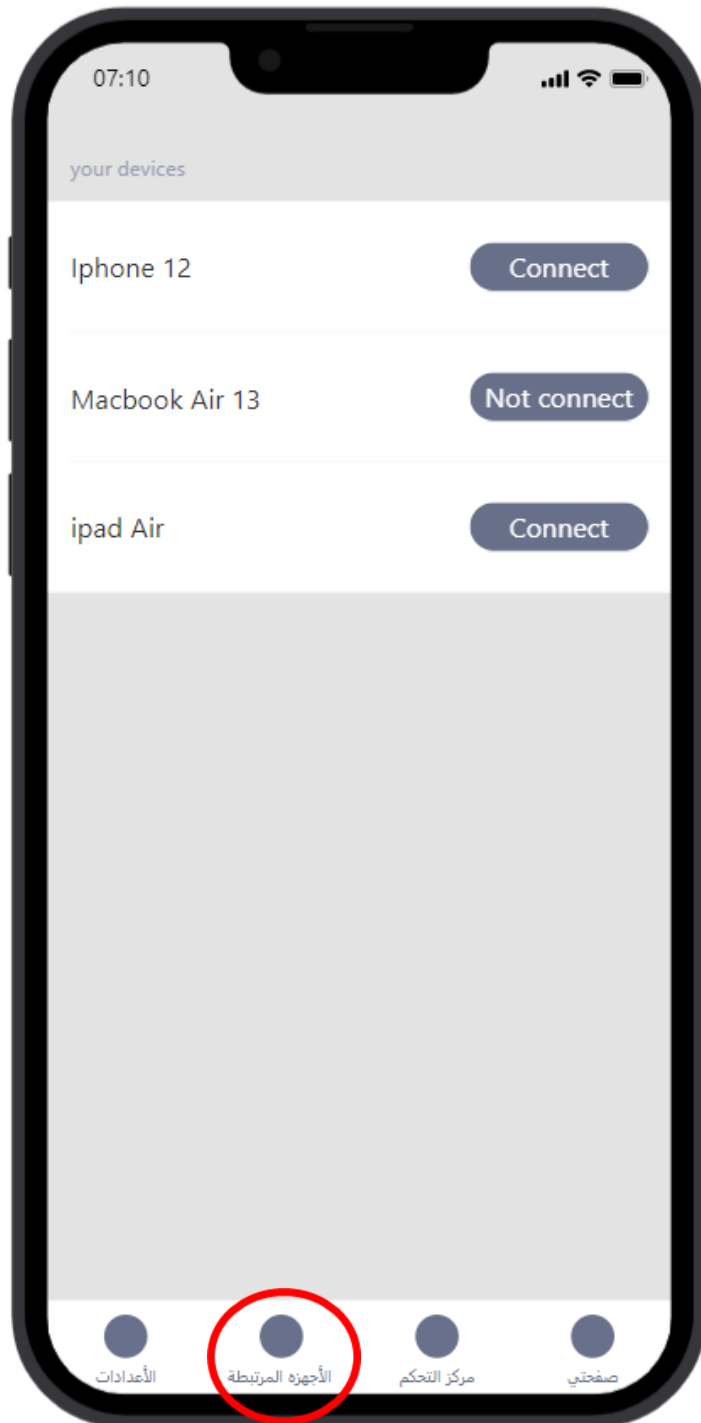 07:10
your devices
Iphone 12
Connect
Macbook Air 13
Not connect
ipad Air
Connect
صفحتي
مركز التحكم
الأجهزه المرتبطة
الأعدادات